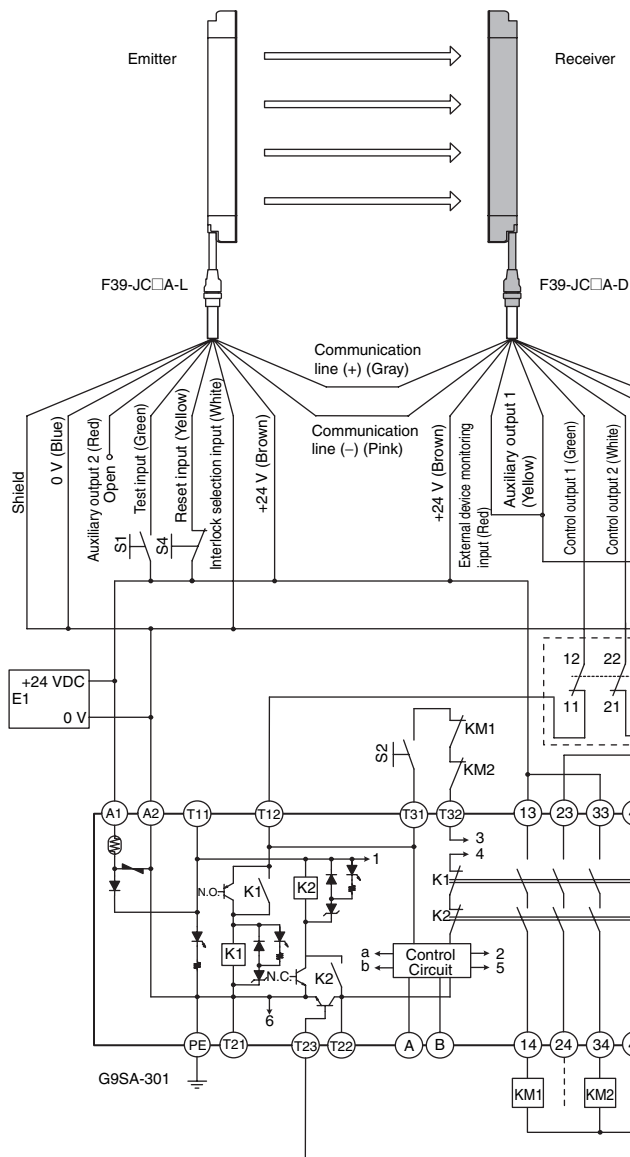 Emitter
Receiver
F39-JC□A-L
F39-JC□A-D
Communication
line (+) (Gray)
Communication
line (−) (Pink)
Shield
0 V (Blue)
Auxiliary output 2 (Red)
Open
Test input (Green)
Reset input (Yellow)
Interlock selection input (White)
+24 V (Brown)
+24 V (Brown)
External device monitoring
input (Red)
Auxiliary output 1
(Yellow)
Control output 1 (Green)
Control output 2 (White)
S1
S4
12
22
11
21
+24 VDC
E1
0 V
S2
KM1
KM2
A1
A2
T11
T12
T31
T32
13
23
33
3
4
1
N.O.
K1
K2
K1
K2
K1
N.C.
K2
a
b
Control
Circuit
2
5
6
PE
T21
T23
T22
A
B
14
24
34
G9SA-301
KM1
KM2